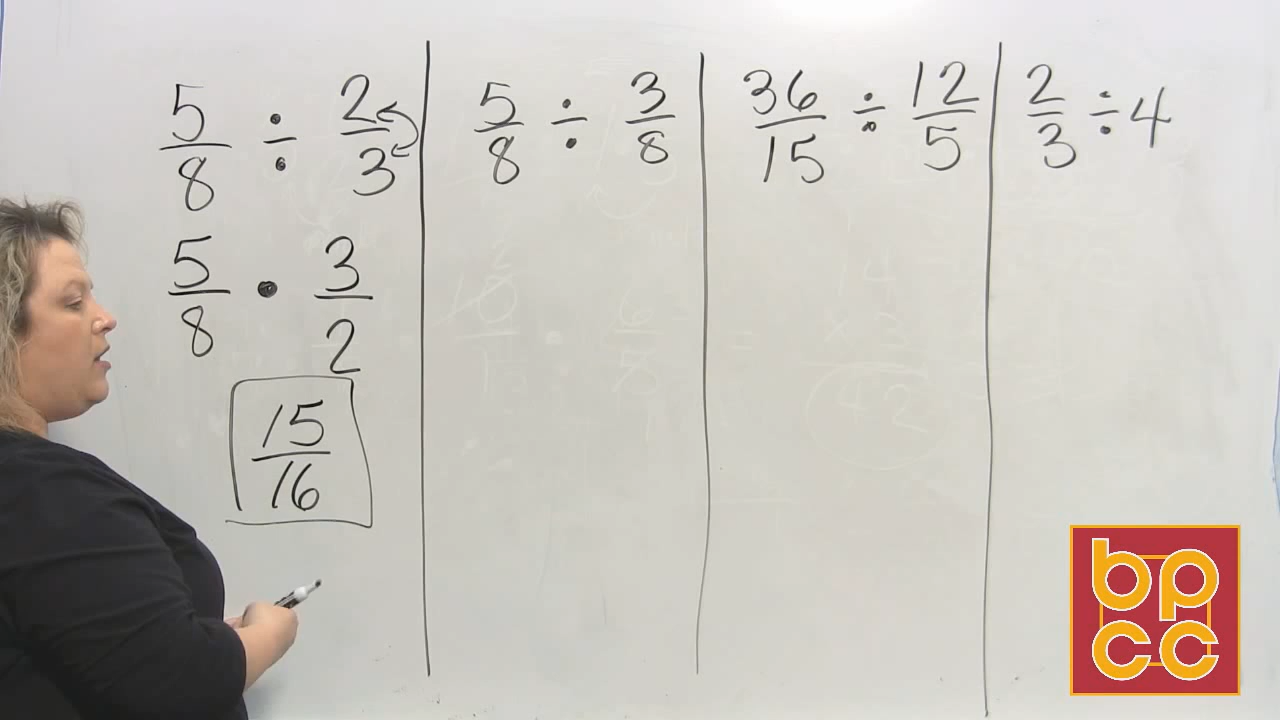 5/8 ÷ 2/3
5/8 • 3/2
15/16
5/8 ÷ 3/8
36/15 ÷ 12/5
2/3 ÷ 4
bp
cc